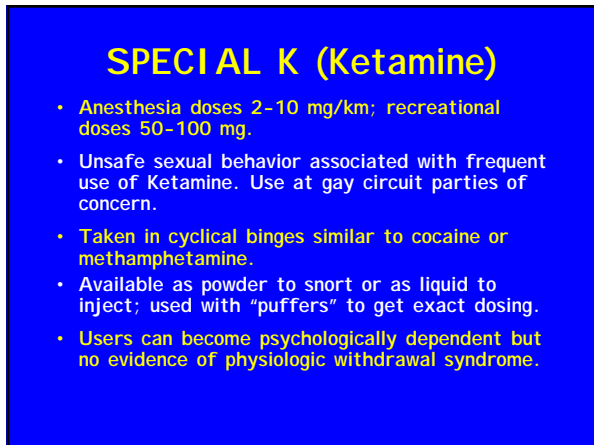 SPECIAL K (Ketamine)
• Anesthesia doses 2-10 mg/km; recreational
doses 50-100 mg.
• Unsafe sexual behavior associated with frequent
use of Ketamine. Use at gay circuit parties of
concern.
• Taken in cyclical binges similar to cocaine or
methamphetamine.
• Available as powder to snort or as liquid to
inject; used with “puffers” to get exact dosing.
• Users can become psychologically dependent but
no evidence of physiologic withdrawal syndrome.